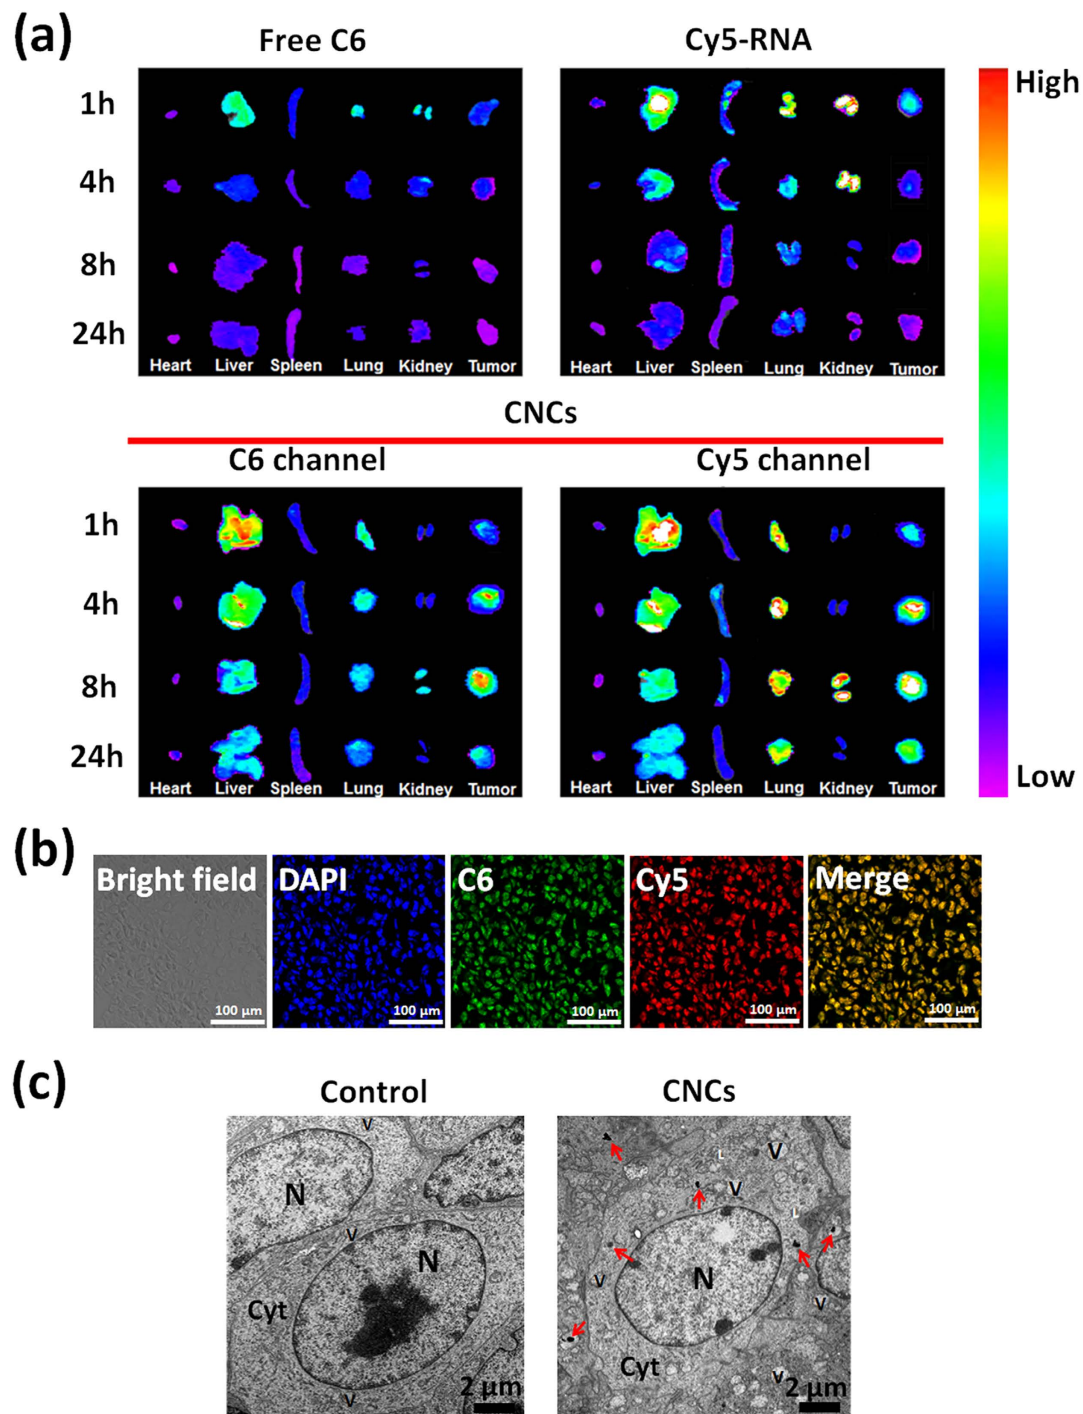 (a)
Free C6
Cy5-RNA
1h
4h
8h
24h
Heart Liver Spleen Lung Kidney Tumor
Heart Liver Spleen Lung Kidney Tumor
High
Low
CNCs
C6 channel
Cy5 channel
1h
4h
8h
24h
Heart Liver Spleen Lung Kidney Tumor
Heart Liver Spleen Lung Kidney Tumor
(b)
Bright field
100 μm
DAPI
100 μm
C6
100 μm
Cy5
100 μm
Merge
100 μm
(c)
Control
CNCs
V
N
V
N
Cyt
V
2 μm
L
V
V
L
N
V
V
Cyt
V
2 μm